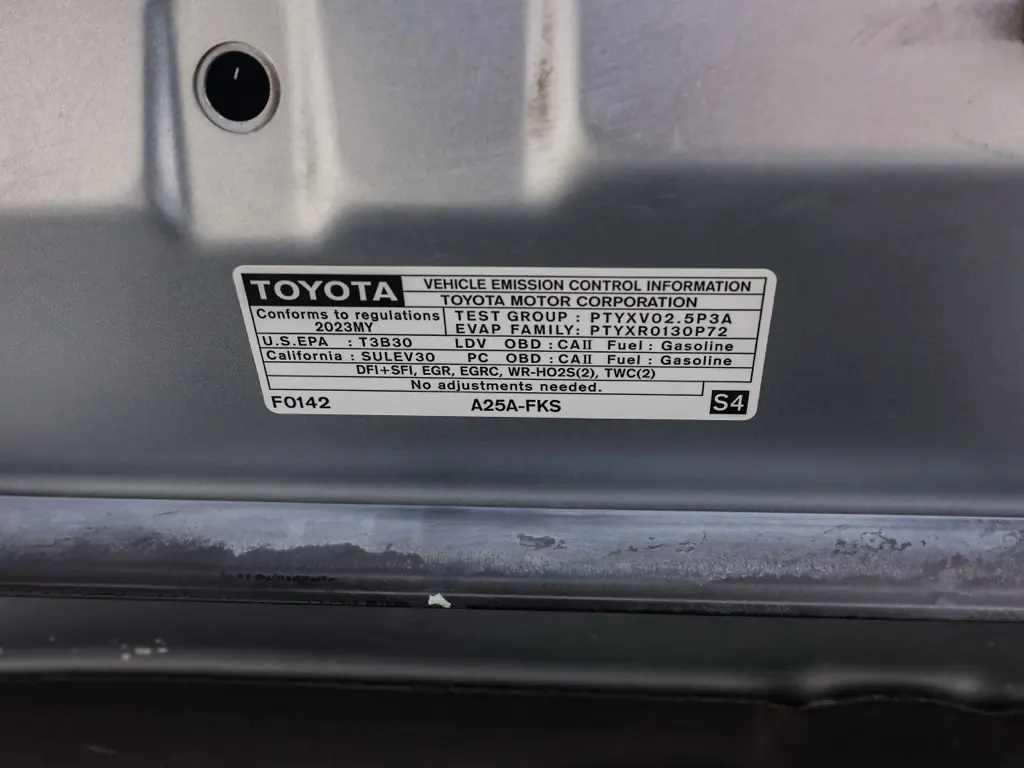 TOYOTA
VEHICLE EMISSION CONTROL INFORMATION
TOYOTA MOTOR CORPORATION
Conforms to regulations
2023MY
TEST GROUP : PTYXV02.5P3A
EVAP FAMILY: PTYXR0130P72
U.S.EPA : T3B30 LDV OBD : CAⅡ Fuel : Gasoline
California : SULEV30 PC OBD : CAⅡ Fuel : Gasoline
DFI+SFI, EGR, EGRC, WR-HO2S(2), TWC(2)
No adjustments needed.
F0142 A25A-FKS S4